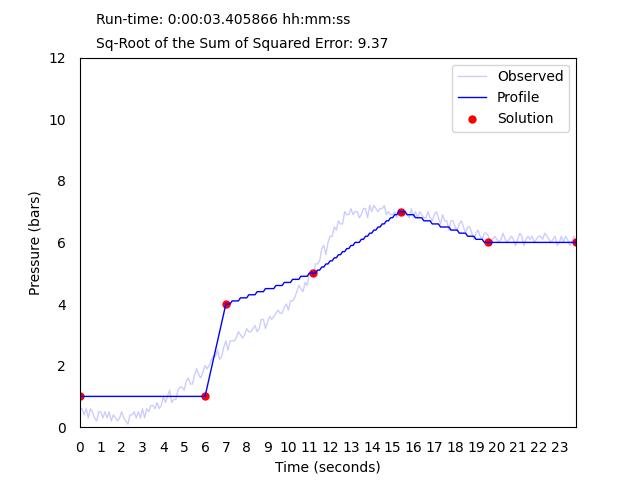 Run-time: 0:00:03.405866 hh:mm:ss
Sq-Root of the Sum of Squared Error: 9.37
12
10
8
6
4
2
0
Pressure (bars)
Observed
Profile
Solution
0 1 2 3 4 5 6 7 8 9 10 11 12 13 14 15 16 17 18 19 20 21 22 23
Time (seconds)